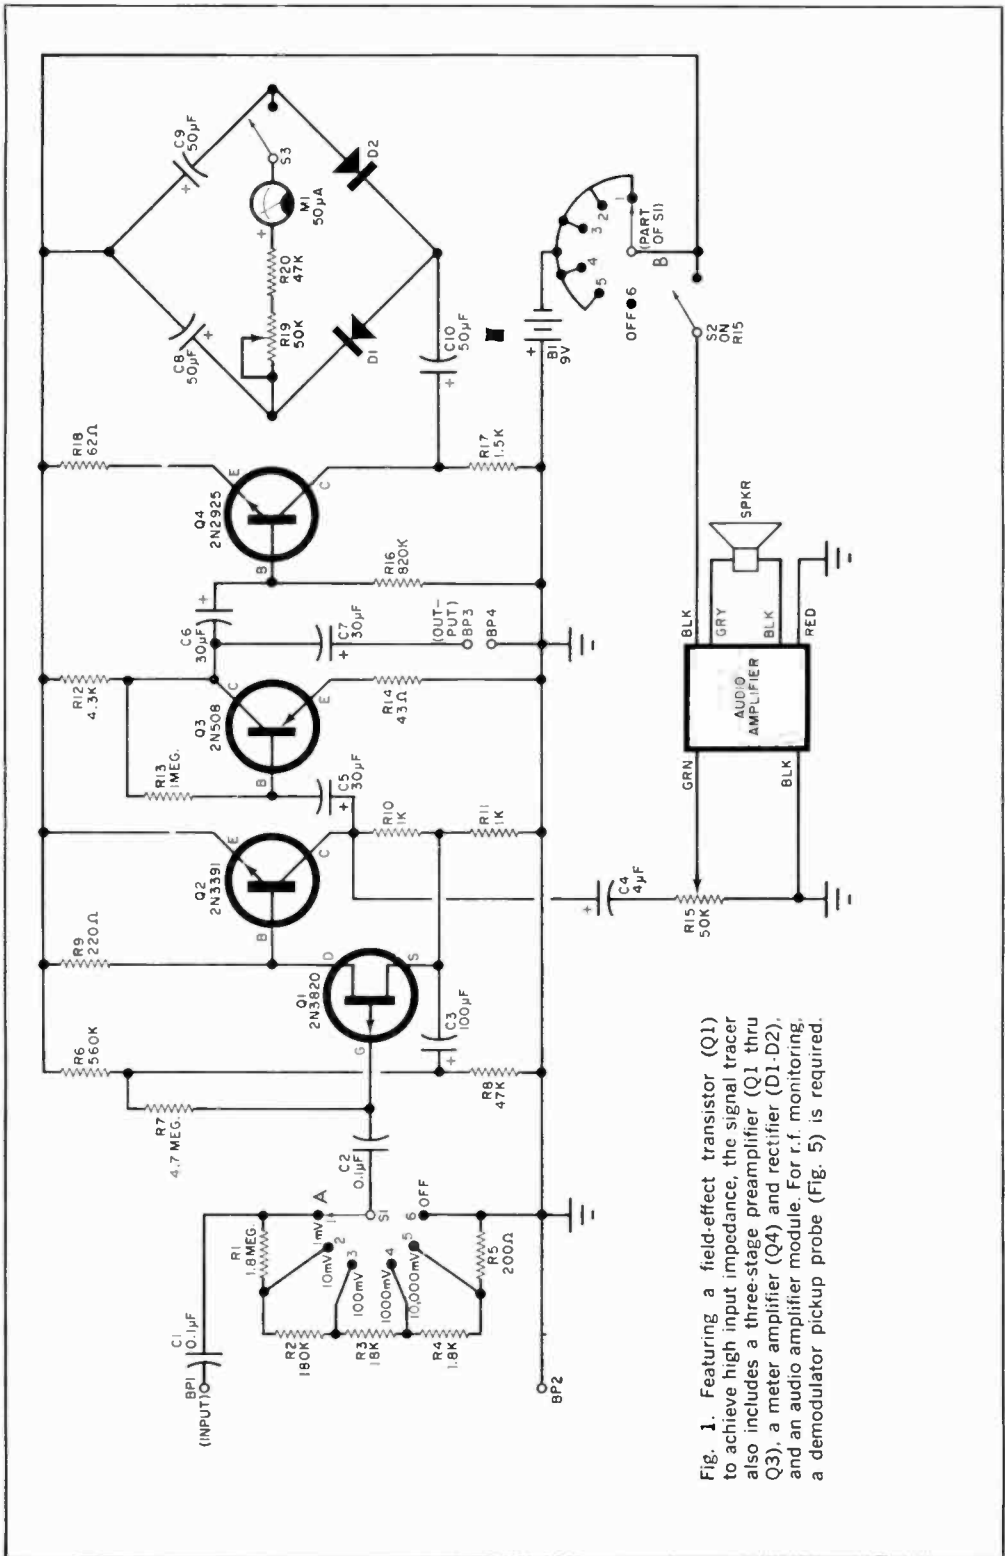 BP1
(INPUT)
C1
0.1µF
R1
1.8MEG.
R2
180K
R3
18K
R4
1.8K
R5
200Ω
1mV
1
A
10mV
2
100mV
3
1000mV
4
10,000mV
5
6 OFF
S1
BP2
C2
0.1µF
R7
4.7 MEG.
R6
560K
R8
47K
C3
100µF
+
G
D
S
Q1
2N3820
R9
220Ω
Q2
2N3391
B
E
C
R10
1K
R11
1K
C5
30µF
+
R13
1MEG.
R12
4.3K
Q3
2N508
B
C
E
R14
43Ω
C6
30µF
+
C7
30µF
+
(OUT-
PUT)
BP3
BP4
Q4
2N2925
B
E
C
R16
820K
R18
62Ω
R17
1.5K
C10
50µF
+
C8
50µF
+
C9
50µF
+
R19
50K
R20
47K
+
M1
50µA
S3
D1
D2
B1
9V
+
5
4
3
2
1
(PART
OF S1)
B
OFF 6
S2
ON
R15
C4
4µF
+
R15
50K
GRN
BLK
AUDIO
AMPLIFIER
BLK
GRY
BLK
RED
SPKR
Fig. 1. Featuring a field-effect transistor (Q1)
to achieve high input impedance, the signal tracer
also includes a three-stage preamplifier (Q1 thru
Q3), a meter amplifier (Q4) and rectifier (D1-D2),
and an audio amplifier module. For r.f. monitoring,
a demodulator pickup probe (Fig. 5) is required.